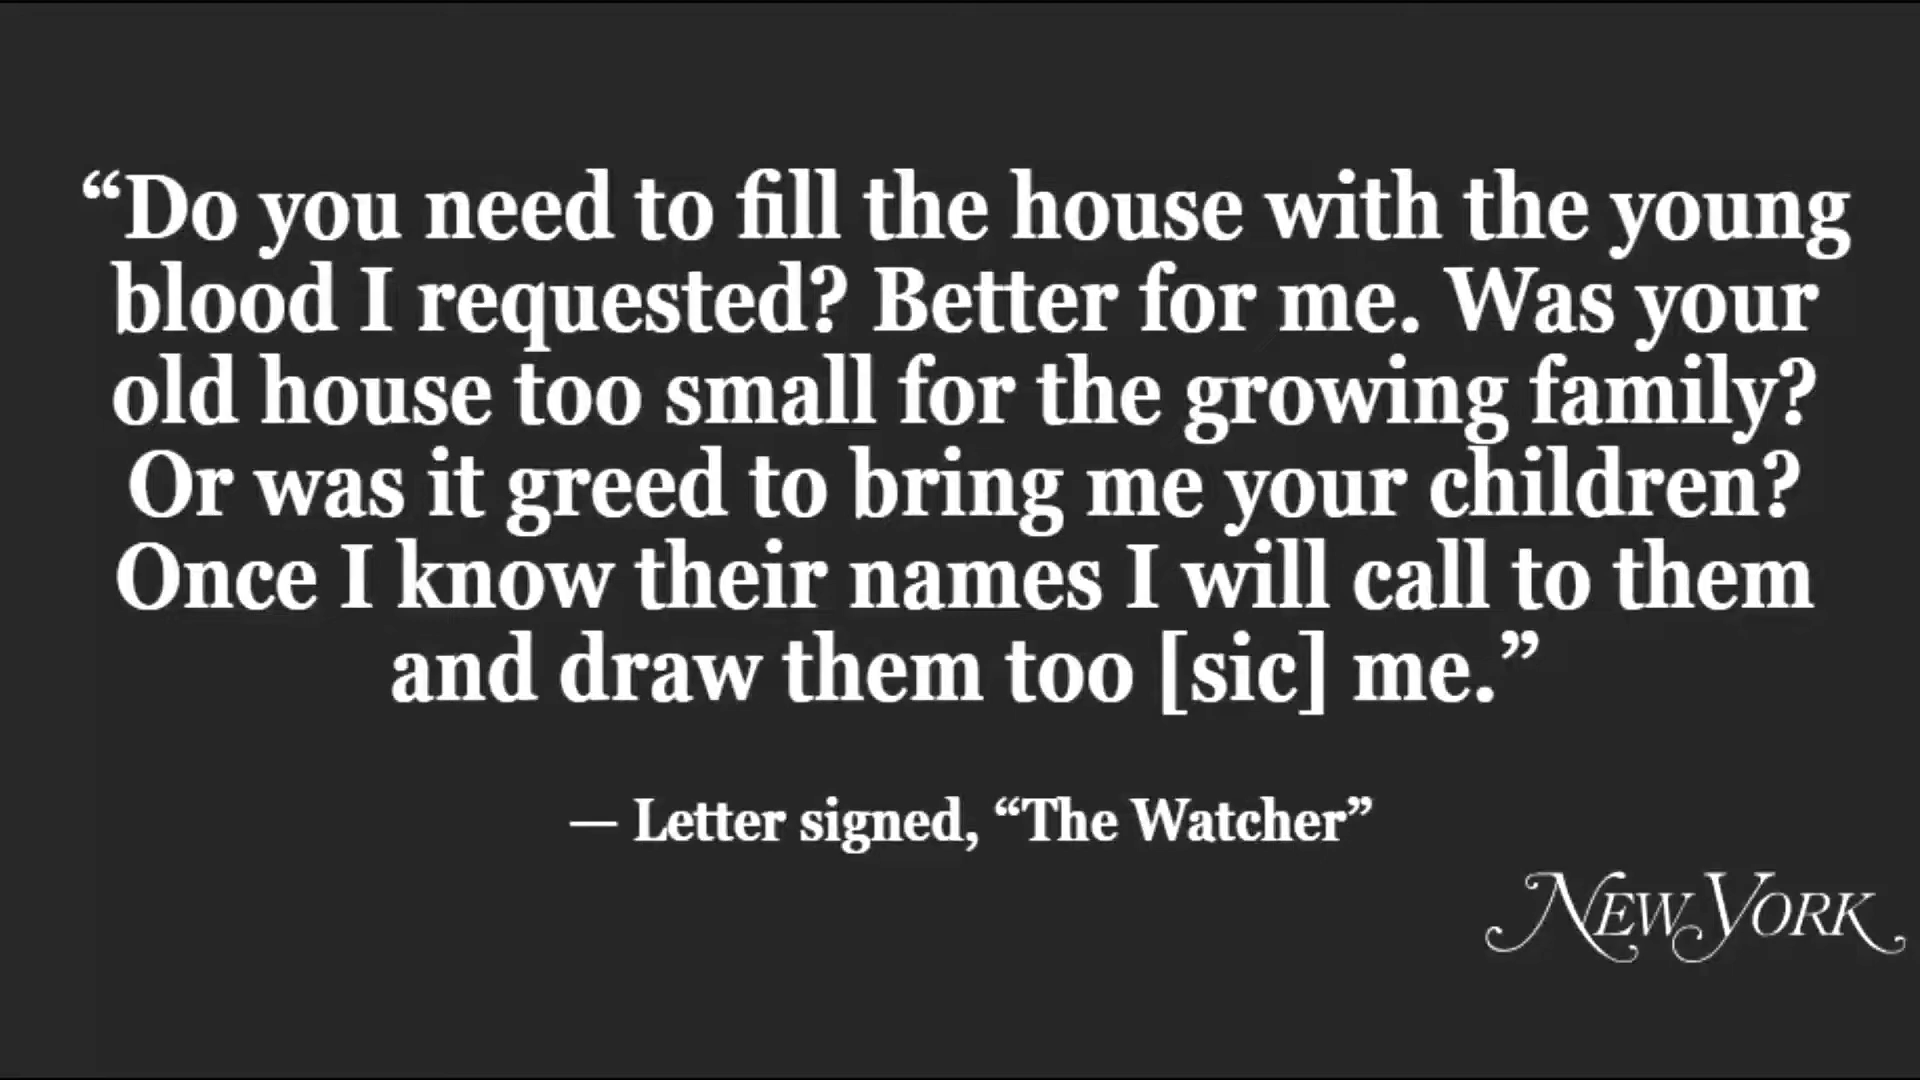 “Do you need to fill the house with the young
blood I requested? Better for me. Was your
old house too small for the growing family?
Or was it greed to bring me your children?
Once I know their names I will call to them
and draw them too [sic] me.”
— Letter signed, “The Watcher”
NEW YORK